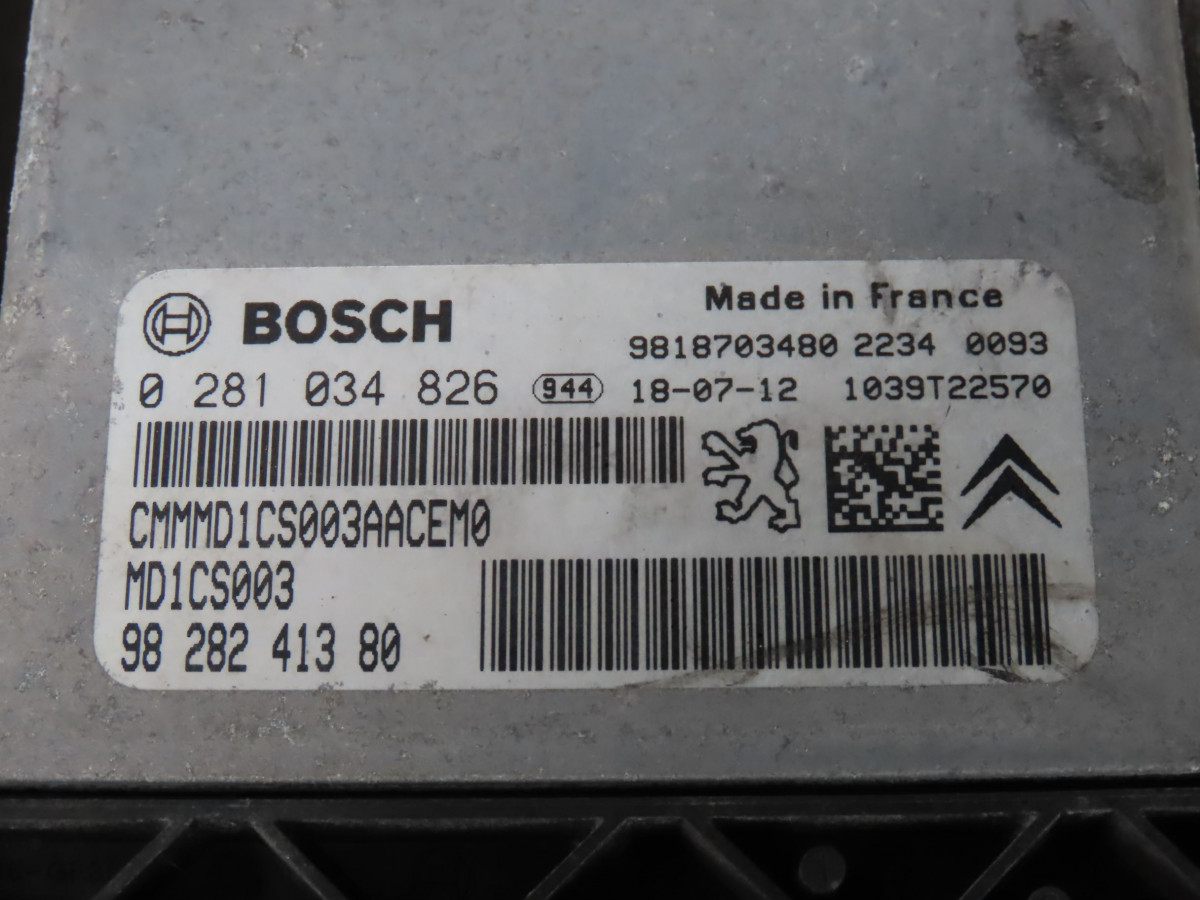 BOSCH
Made in France
9818703480 2234 0093
0 281 034 826 944 18-07-12 1039T22570
CMMMD1CS003AACEM0
MD1CS003
98 282 413 80